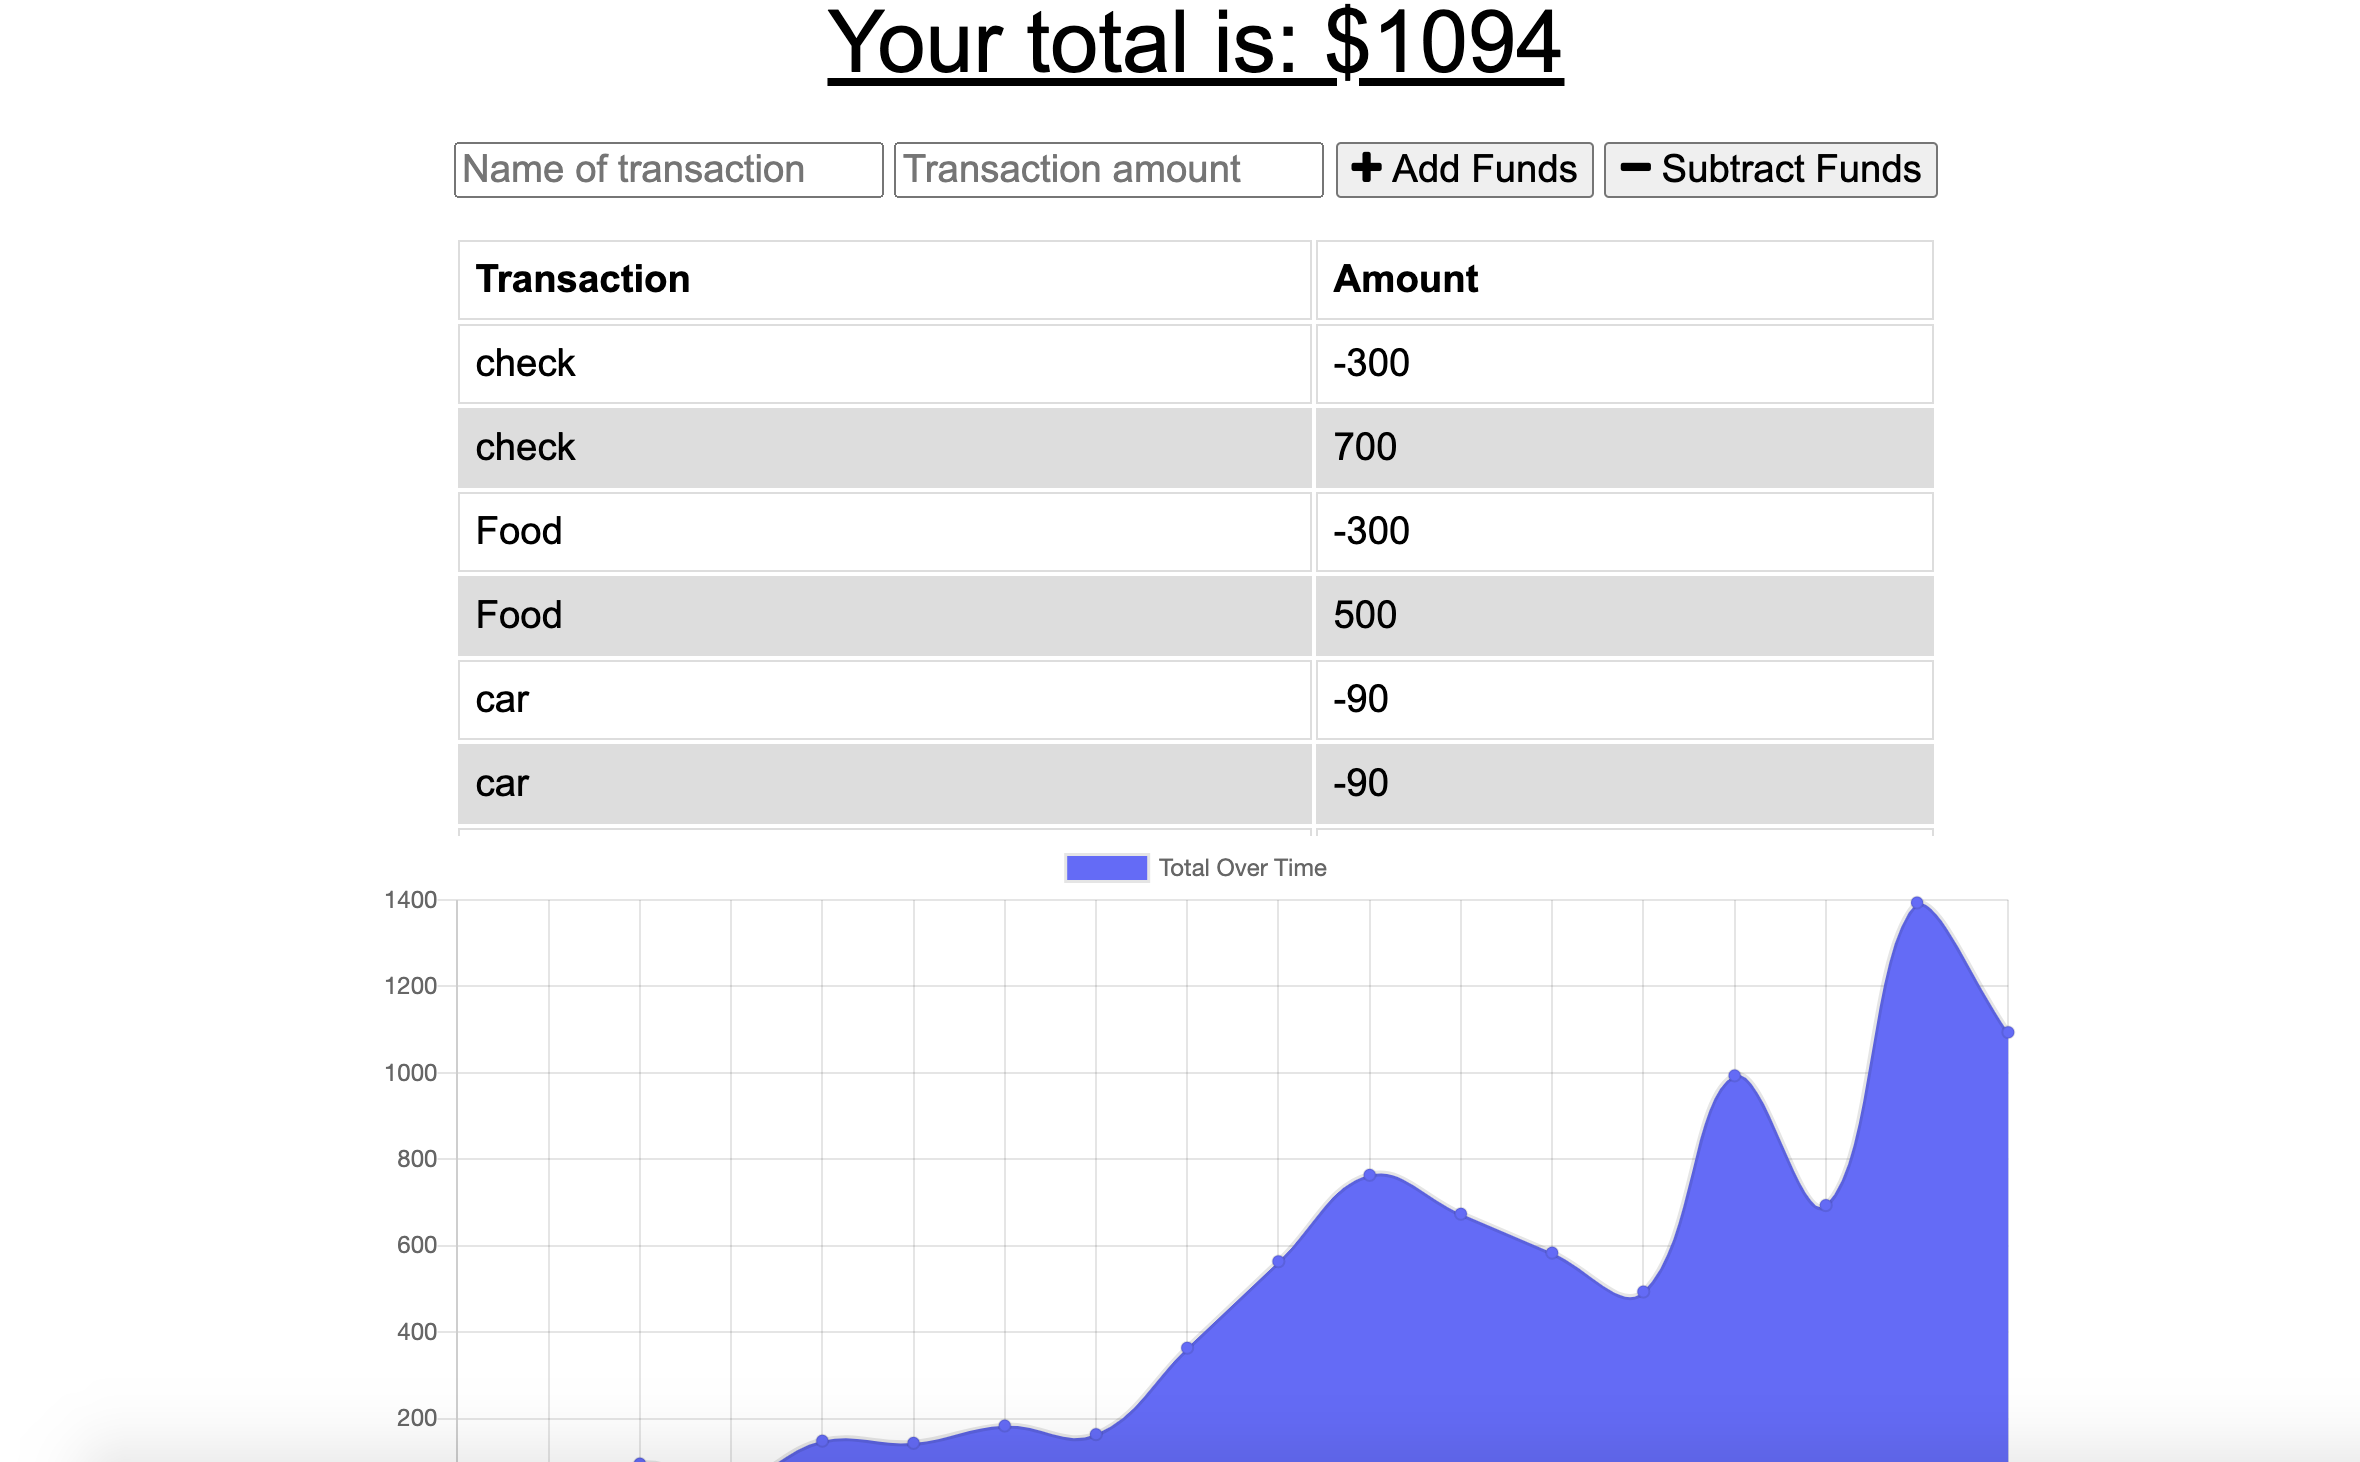 Your total is: $1094
Name of transaction Transaction amount Add Funds Subtract Funds
Transaction Amount
check -300
check 700
Food -300
Food 500
car -90
car -90
Total Over Time
1400
1200
1000
800
600
400
200